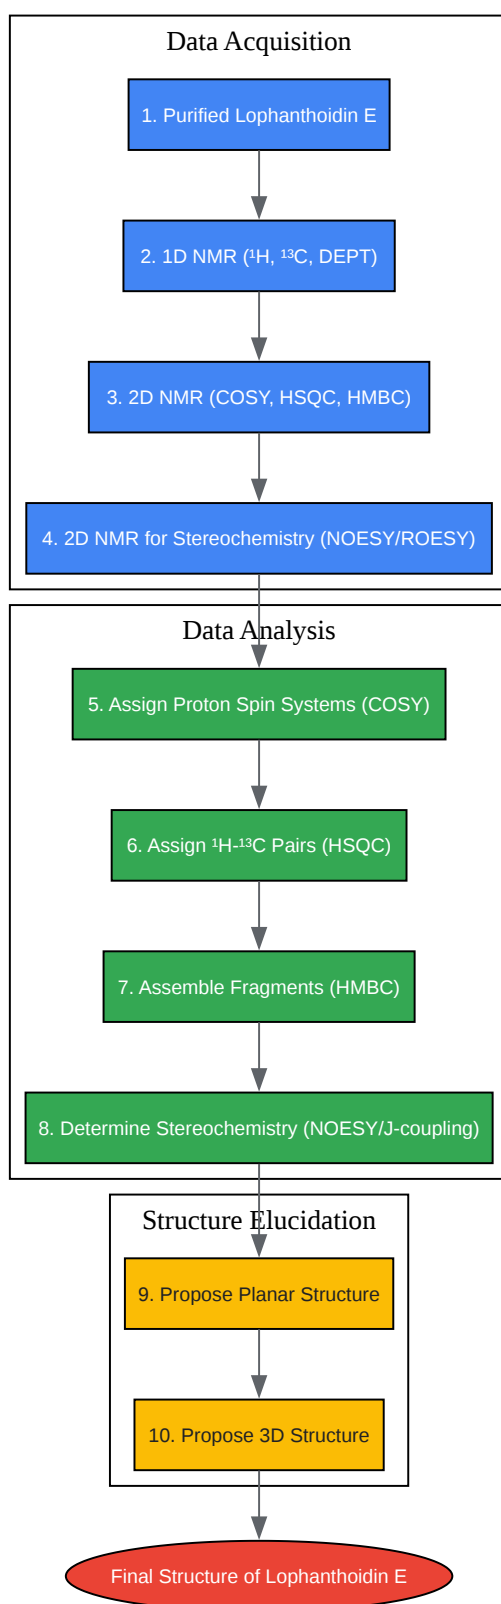 Data Acquisition
1. Purified Lophanthoidin E
2. 1D NMR (¹H, ¹³C, DEPT)
3. 2D NMR (COSY, HSQC, HMBC)
4. 2D NMR for Stereochemistry (NOESY/ROESY)
Data Analysis
5. Assign Proton Spin Systems (COSY)
6. Assign ¹H-¹³C Pairs (HSQC)
7. Assemble Fragments (HMBC)
8. Determine Stereochemistry (NOESY/J-coupling)
Structure Elucidation
9. Propose Planar Structure
10. Propose 3D Structure
Final Structure of Lophanthoidin E